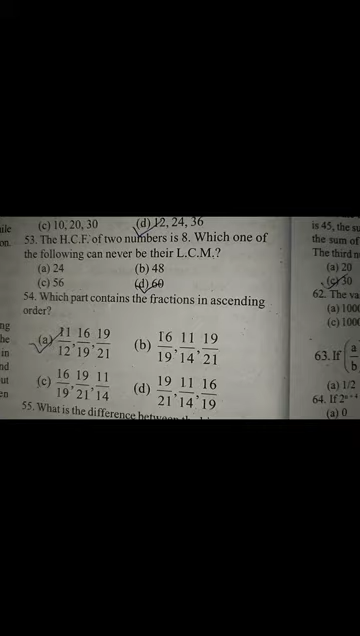 (c) 10, 20, 30 (d) 12, 24, 36
53. The H.C.F. of two numbers is 8. Which one of
the following can never be their L.C.M.?
(a) 24 (b) 48
(c) 56 (d) 60
54. Which part contains the fractions in ascending
order?
(a) 11/12, 16/19, 19/21 (b) 16/19, 11/14, 19/21
(c) 16/19, 19/21, 11/14 (d) 19/21, 11/14, 16/19
55. What is the difference between
is 45, the su
the sum of
The third n
(a) 20
(c) 30
62. The va
(a) 1000
(c) 1000
63. If (a/b
(a) 1/2
64. If 2
(a) 0